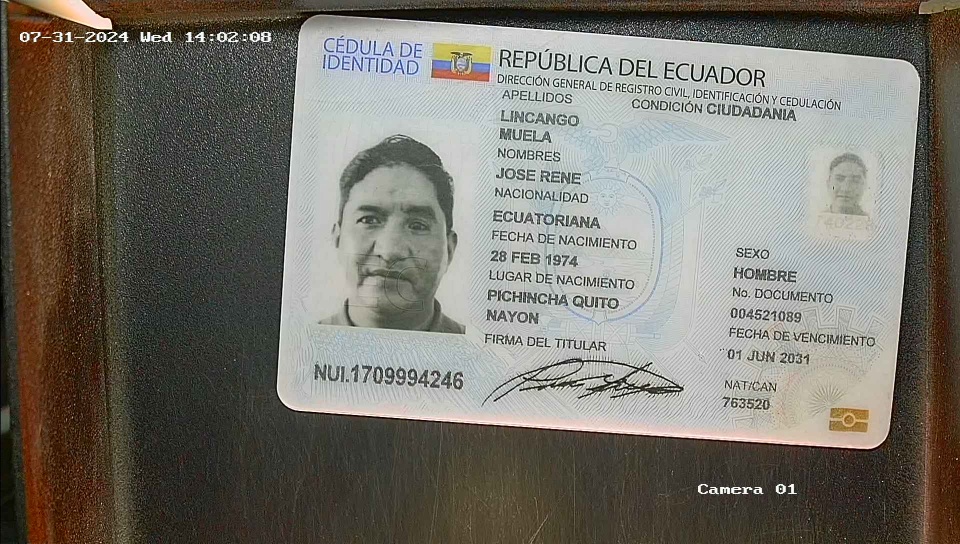 07-31-2024 Wed 14:02:08
CÉDULA DE
IDENTIDAD
REPÚBLICA DEL ECUADOR
DIRECCIÓN GENERAL DE REGISTRO CIVIL, IDENTIFICACIÓN Y CEDULACIÓN
APELLIDOS
CONDICIÓN CIUDADANIA
LINCANGO
MUELA
NOMBRES
JOSE RENE
NACIONALIDAD
ECUATORIANA
FECHA DE NACIMIENTO
28 FEB 1974
LUGAR DE NACIMIENTO
PICHINCHA QUITO
NAYON
FIRMA DEL TITULAR
SEXO
HOMBRE
No. DOCUMENTO
004521089
FECHA DE VENCIMIENTO
01 JUN 2031
NAT/CAN
763520
NUI.1709994246
Camera 01